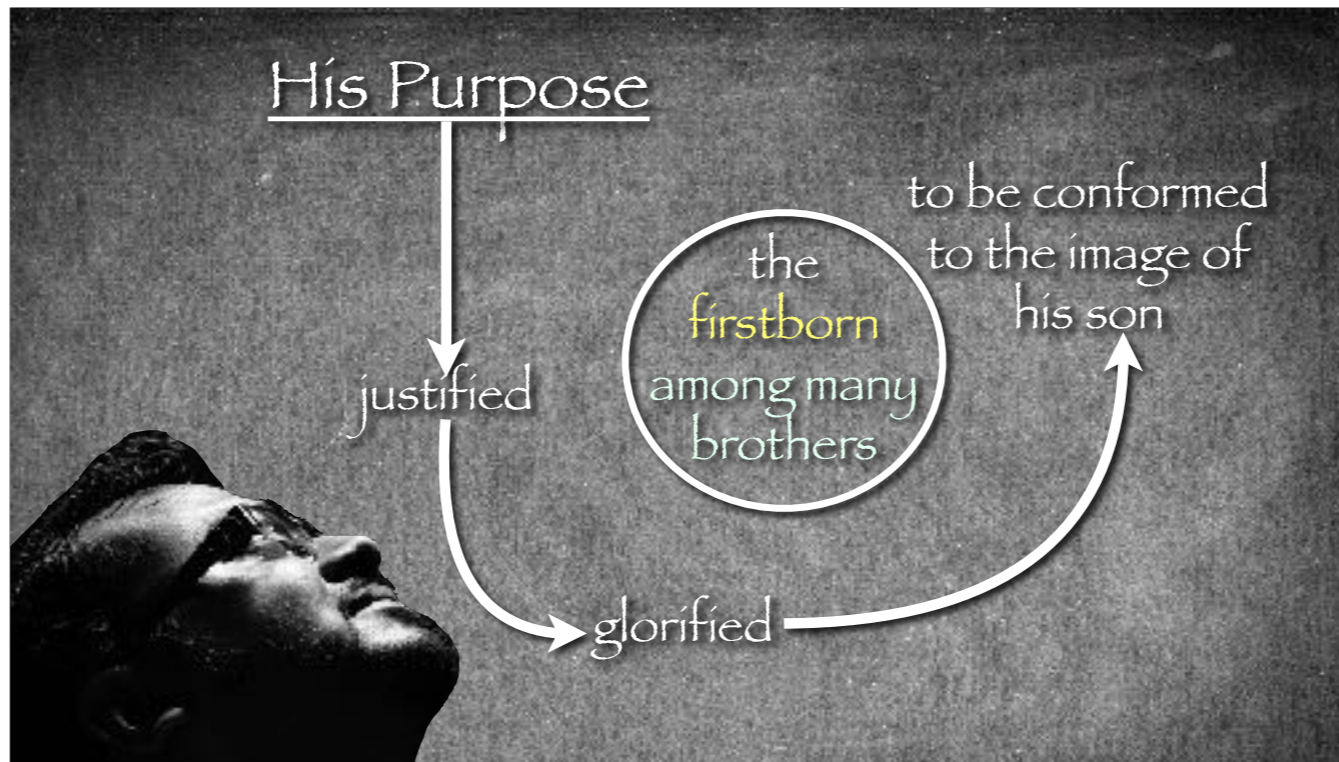 His Purpose
justified
glorified
to be conformed
to the image of
his son
the
firstborn
among many
brothers